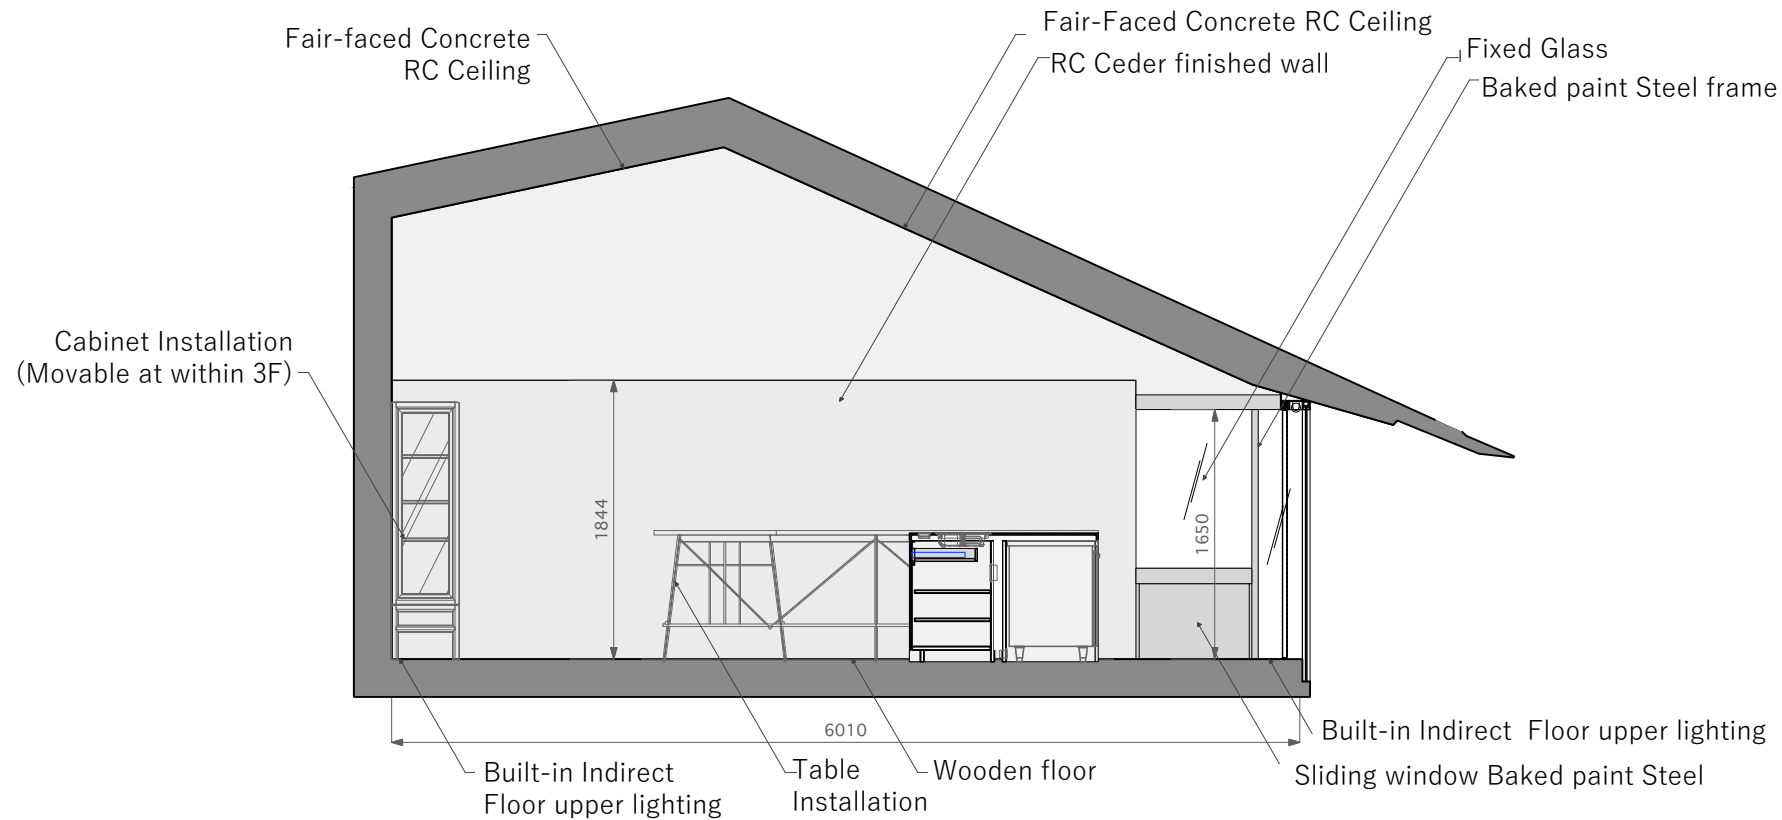 Fair-faced Concrete
RC Ceiling
Fair-Faced Concrete RC Ceiling
RC Ceder finished wall
Fixed Glass
Baked paint Steel frame
Cabinet Installation
(Movable at within 3F)
1844
1650
6010
Built-in Indirect
Floor upper lighting
Table
Installation
Wooden floor
Built-in Indirect Floor upper lighting
Sliding window Baked paint Steel